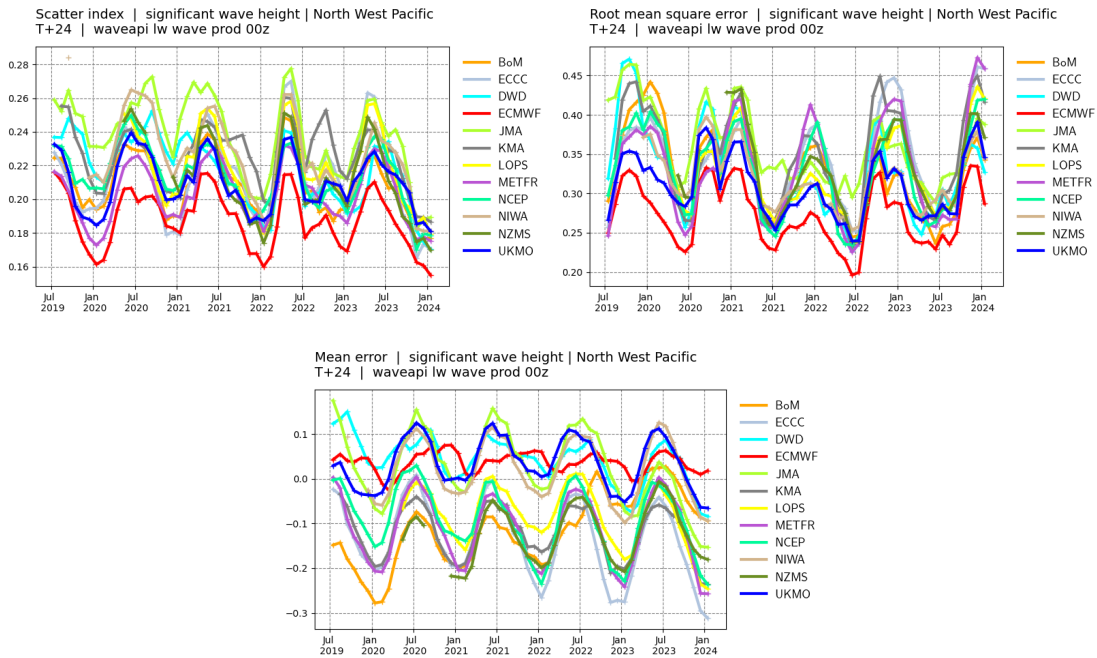 Scatter index | significant wave height | North West Pacific
T+24 | waveapi lw wave prod 00z
0.28
0.26
0.24
0.22
0.20
0.18
0.16
Jul 2019
Jan 2020
Jul 2020
Jan 2021
Jul 2021
Jan 2022
Jul 2022
Jan 2023
Jul 2023
Jan 2024
BoM
ECCC
DWD
ECMWF
JMA
KMA
LOPS
METFR
NCEP
NIWA
NZMS
UKMO
Root mean square error | significant wave height | North West Pacific
T+24 | waveapi lw wave prod 00z
0.45
0.40
0.35
0.30
0.25
0.20
Jul 2019
Jan 2020
Jul 2020
Jan 2021
Jul 2021
Jan 2022
Jul 2022
Jan 2023
Jul 2023
Jan 2024
BoM
ECCC
DWD
ECMWF
JMA
KMA
LOPS
METFR
NCEP
NIWA
NZMS
UKMO
Mean error | significant wave height | North West Pacific
T+24 | waveapi lw wave prod 00z
0.1
0.0
−0.1
−0.2
−0.3
Jul 2019
Jan 2020
Jul 2020
Jan 2021
Jul 2021
Jan 2022
Jul 2022
Jan 2023
Jul 2023
Jan 2024
BoM
ECCC
DWD
ECMWF
JMA
KMA
LOPS
METFR
NCEP
NIWA
NZMS
UKMO